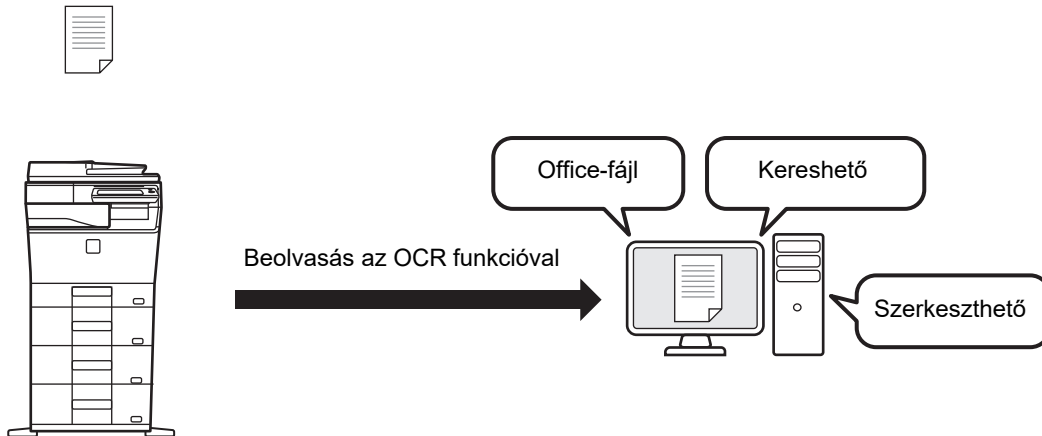 Office-fájl
Kereshető
Beolvasás az OCR funkcióval
Szerkeszthető